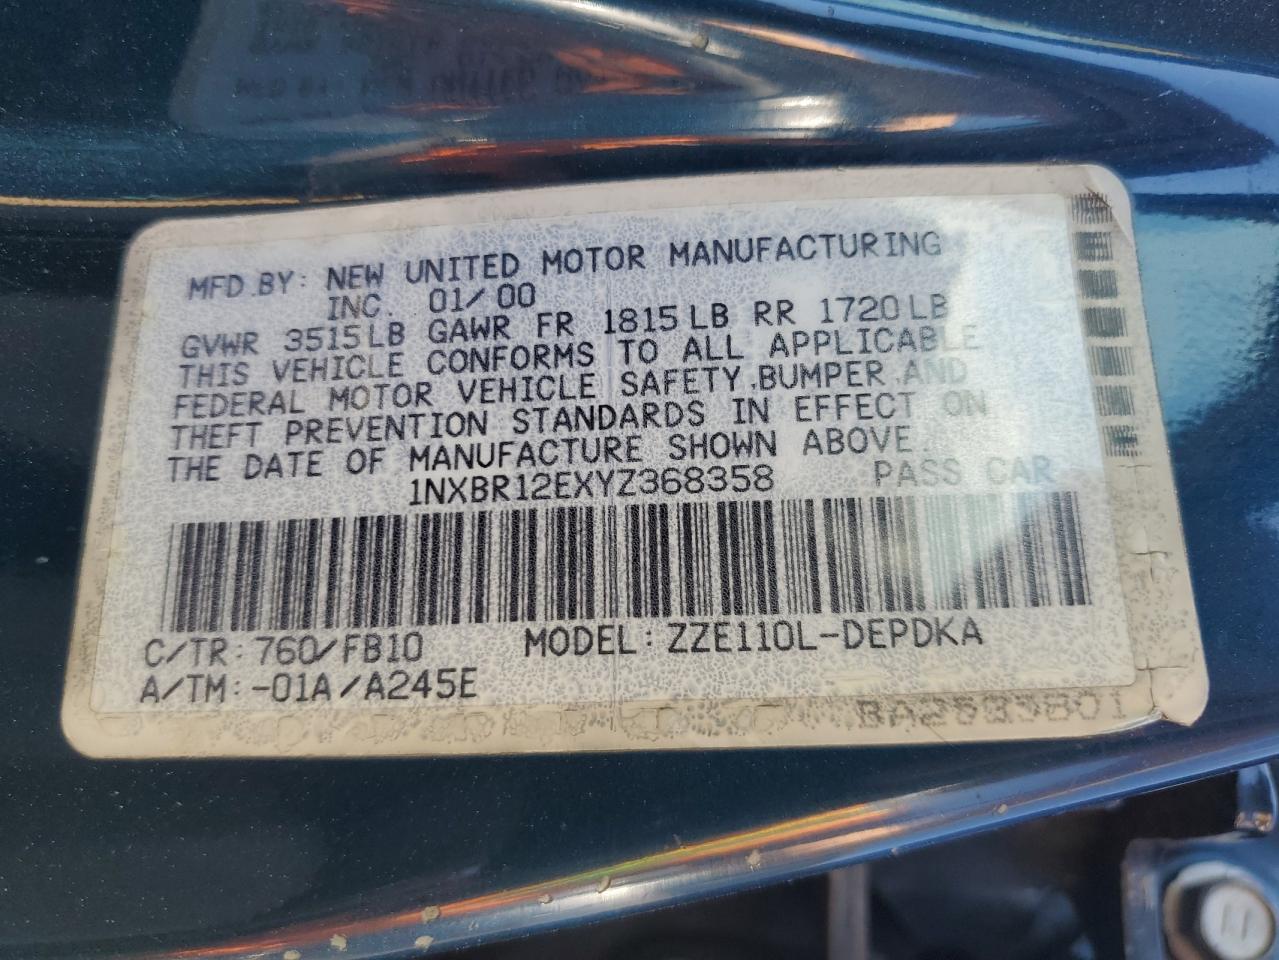 MFD.BY: NEW UNITED MOTOR MANUFACTURING
INC. 01/00
GVWR 3515LB GAWR FR 1815LB RR 1720LB
THIS VEHICLE CONFORMS TO ALL APPLICABLE
FEDERAL MOTOR VEHICLE SAFETY,BUMPER,AND
THEFT PREVENTION STANDARDS IN EFFECT ON
THE DATE OF MANUFACTURE SHOWN ABOVE.
1NXBR12EXYZ368358 PASS CAR
C/TR: 760/FB10 MODEL: ZZE110L-DEPDKA
A/TM:-01A/A245E